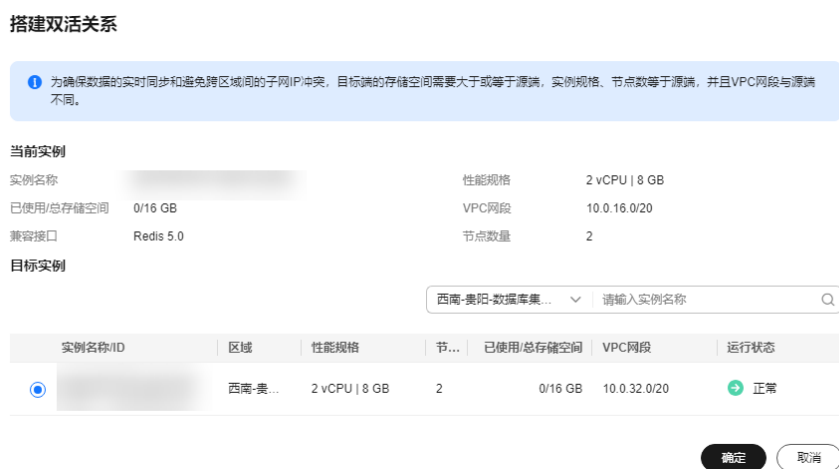 搭建双活关系
为确保数据的实时同步和避免跨区域间的子网IP冲突，目标端的存储空间需要大于或等于源端，实例规格、节点数等于源端，并且VPC网段与源端
不同。
当前实例
实例名称 性能规格 2 vCPU | 8 GB
已使用/总存储空间 0/16 GB VPC网段 10.0.16.0/20
兼容接口 Redis 5.0 节点数量 2
目标实例
西南-贵阳-数据库集... 请输入实例名称
实例名称/ID 区域 性能规格 节... 已使用/总存储空间 VPC网段 运行状态
西南-贵... 2 vCPU | 8 GB 2 0/16 GB 10.0.32.0/20 正常
确定 取消